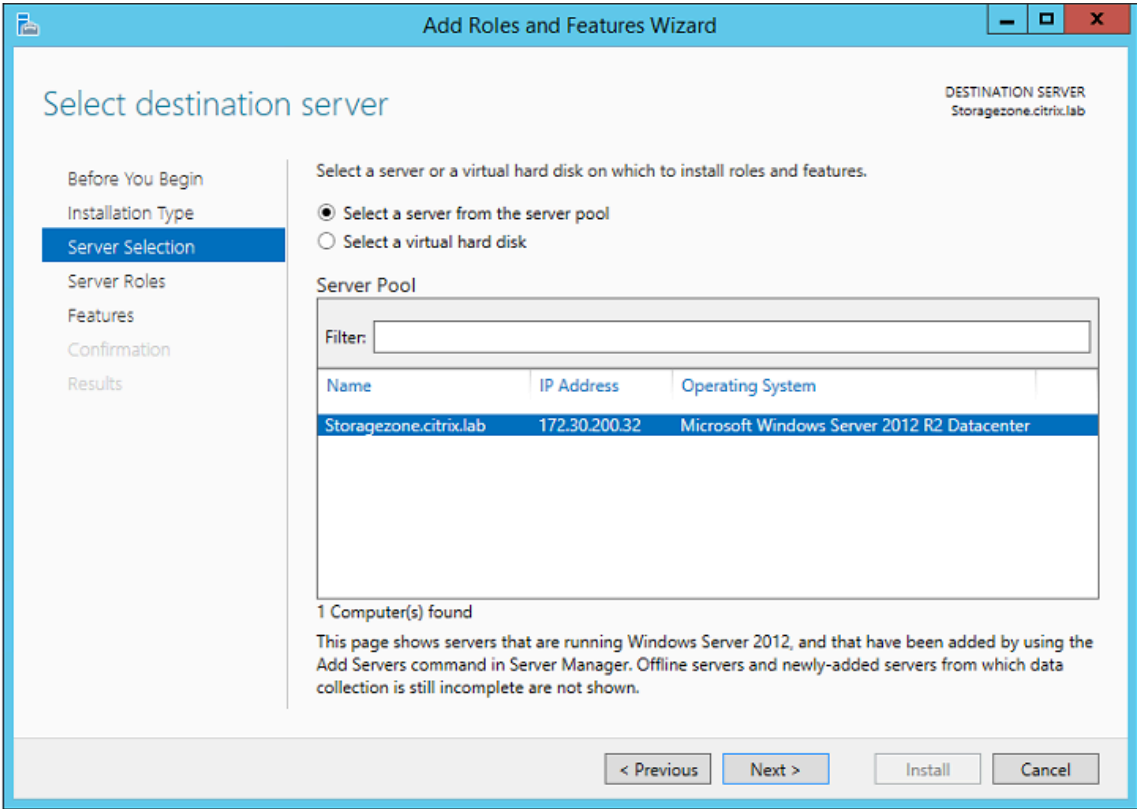 Add Roles and Features Wizard
Select destination server
DESTINATION SERVER
Storagezone.citrix.lab
Before You Begin
Installation Type
Server Selection
Server Roles
Features
Confirmation
Results
Select a server or a virtual hard disk on which to install roles and features.
Select a server from the server pool
Select a virtual hard disk
Server Pool
Filter:
Name IP Address Operating System
Storagezone.citrix.lab 172.30.200.32 Microsoft Windows Server 2012 R2 Datacenter
1 Computer(s) found
This page shows servers that are running Windows Server 2012, and that have been added by using the
Add Servers command in Server Manager. Offline servers and newly-added servers from which data
collection is still incomplete are not shown.
< Previous Next > Install Cancel